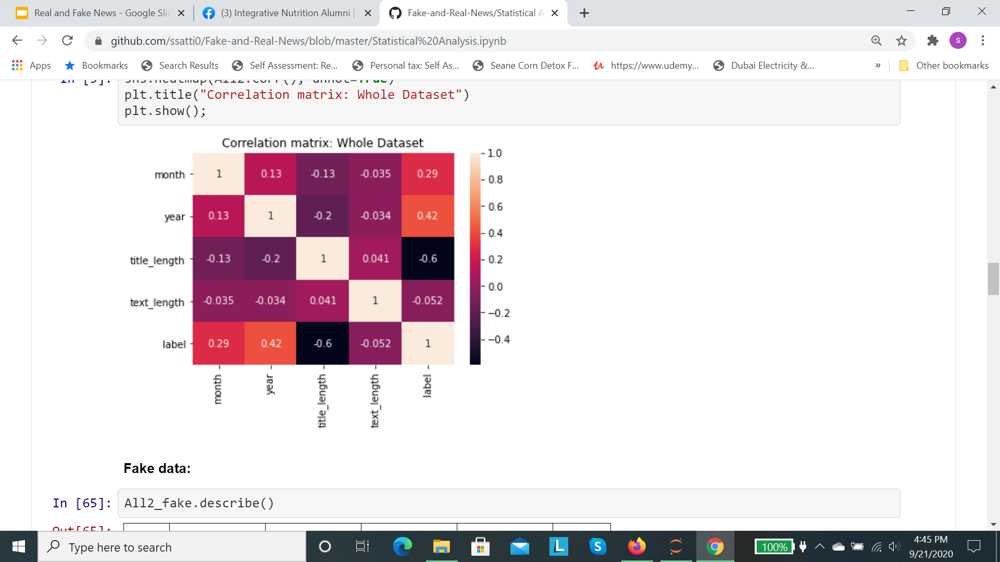 Real and Fake News - Google Slid
(3) Integrative Nutrition Alumni |
Fake-and-Real-News/Statistical A
github.com/ssatti0/Fake-and-Real-News/blob/master/Statistical%20Analysis.ipynb
S
Apps
Bookmarks
Search Results
Self Assessment: Re...
Personal tax: Self As...
Seane Corn Detox F...
https://www.udemy...
Dubai Electricity &...
»
Other bookmarks
In [9]: sns.heatmap(All2.corr(), annot=True)
plt.title("Correlation matrix: Whole Dataset")
plt.show();
Correlation matrix: Whole Dataset
month 1 0.13 -0.13 -0.035 0.29
year 0.13 1 -0.2 -0.034 0.42
title_length -0.13 -0.2 1 0.041 -0.6
text_length -0.035 -0.034 0.041 1 -0.052
label 0.29 0.42 -0.6 -0.052 1
month
year
title_length
text_length
label
1.0
0.8
0.6
0.4
0.2
0.0
−0.2
−0.4
Fake data:
In [65]: All2_fake.describe()
Out[65]:
Type here to search
L
S
100%
4:45 PM
9/21/2020